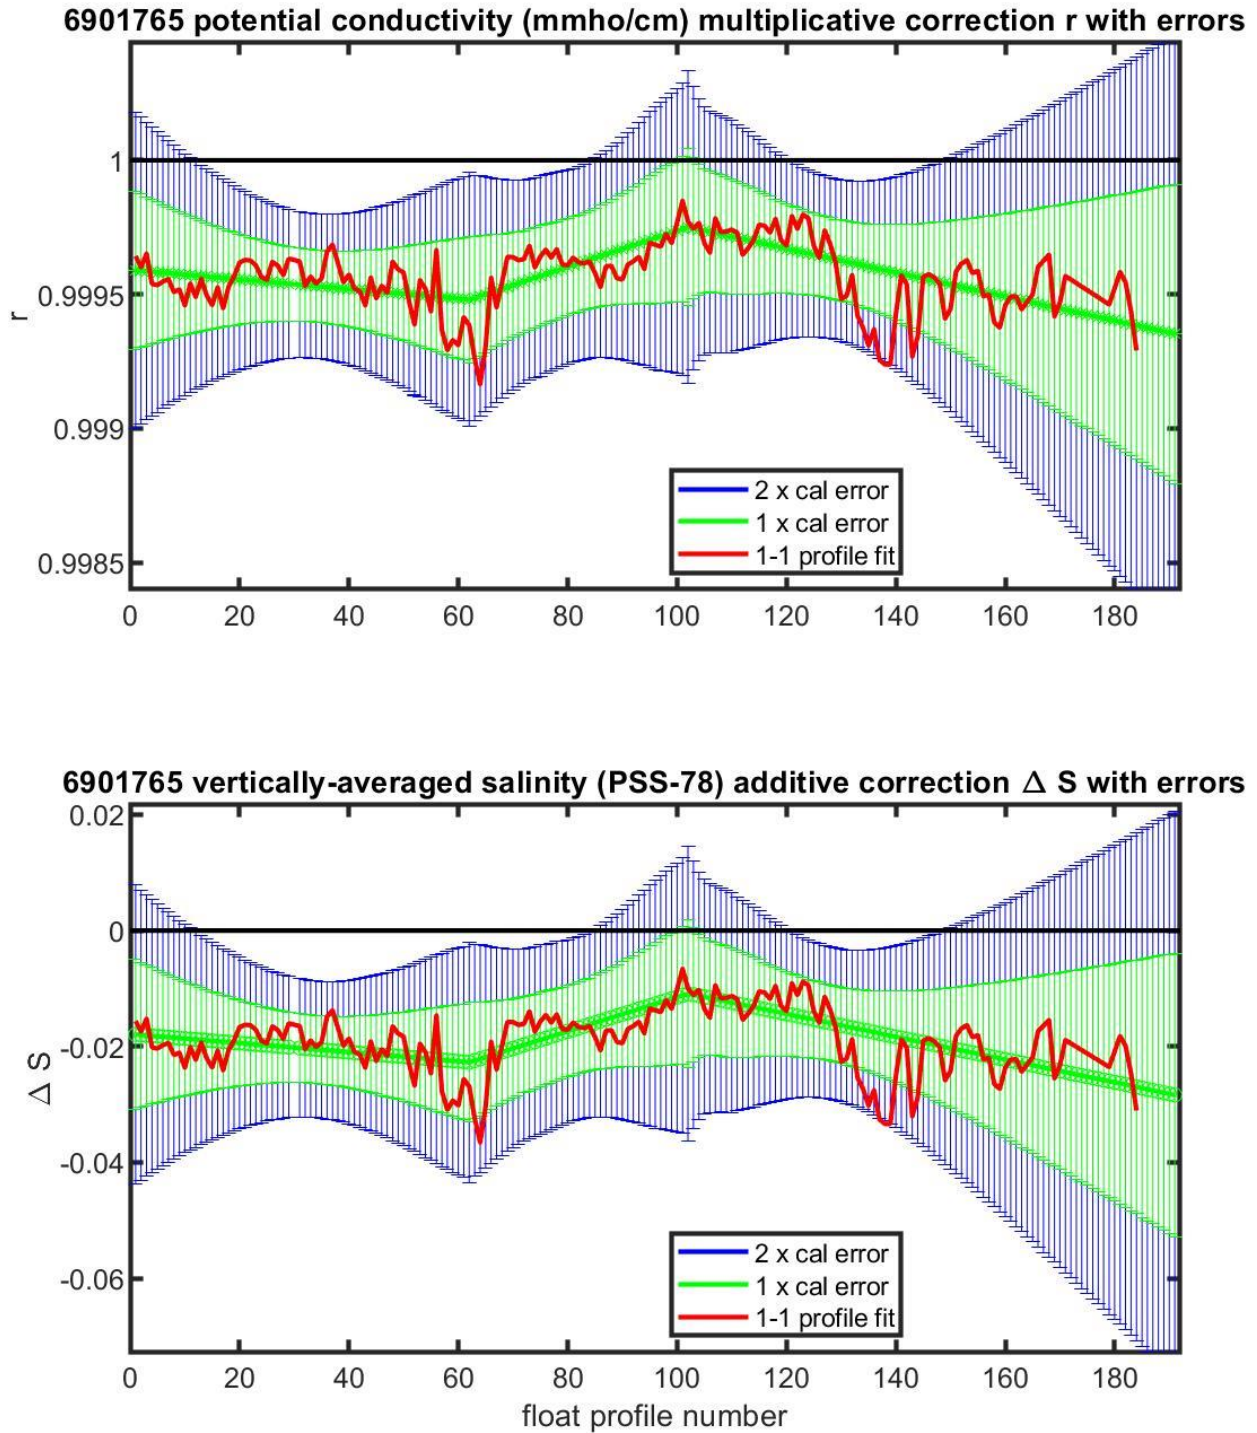 6901765 potential conductivity (mmho/cm) multiplicative correction r with errors
1
0.9995
0.999
0.9985
r
2 x cal error
1 x cal error
1-1 profile fit
0 20 40 60 80 100 120 140 160 180
6901765 vertically-averaged salinity (PSS-78) additive correction Δ S with errors
0.02
0
-0.02
-0.04
-0.06
Δ S
2 x cal error
1 x cal error
1-1 profile fit
0 20 40 60 80 100 120 140 160 180
float profile number